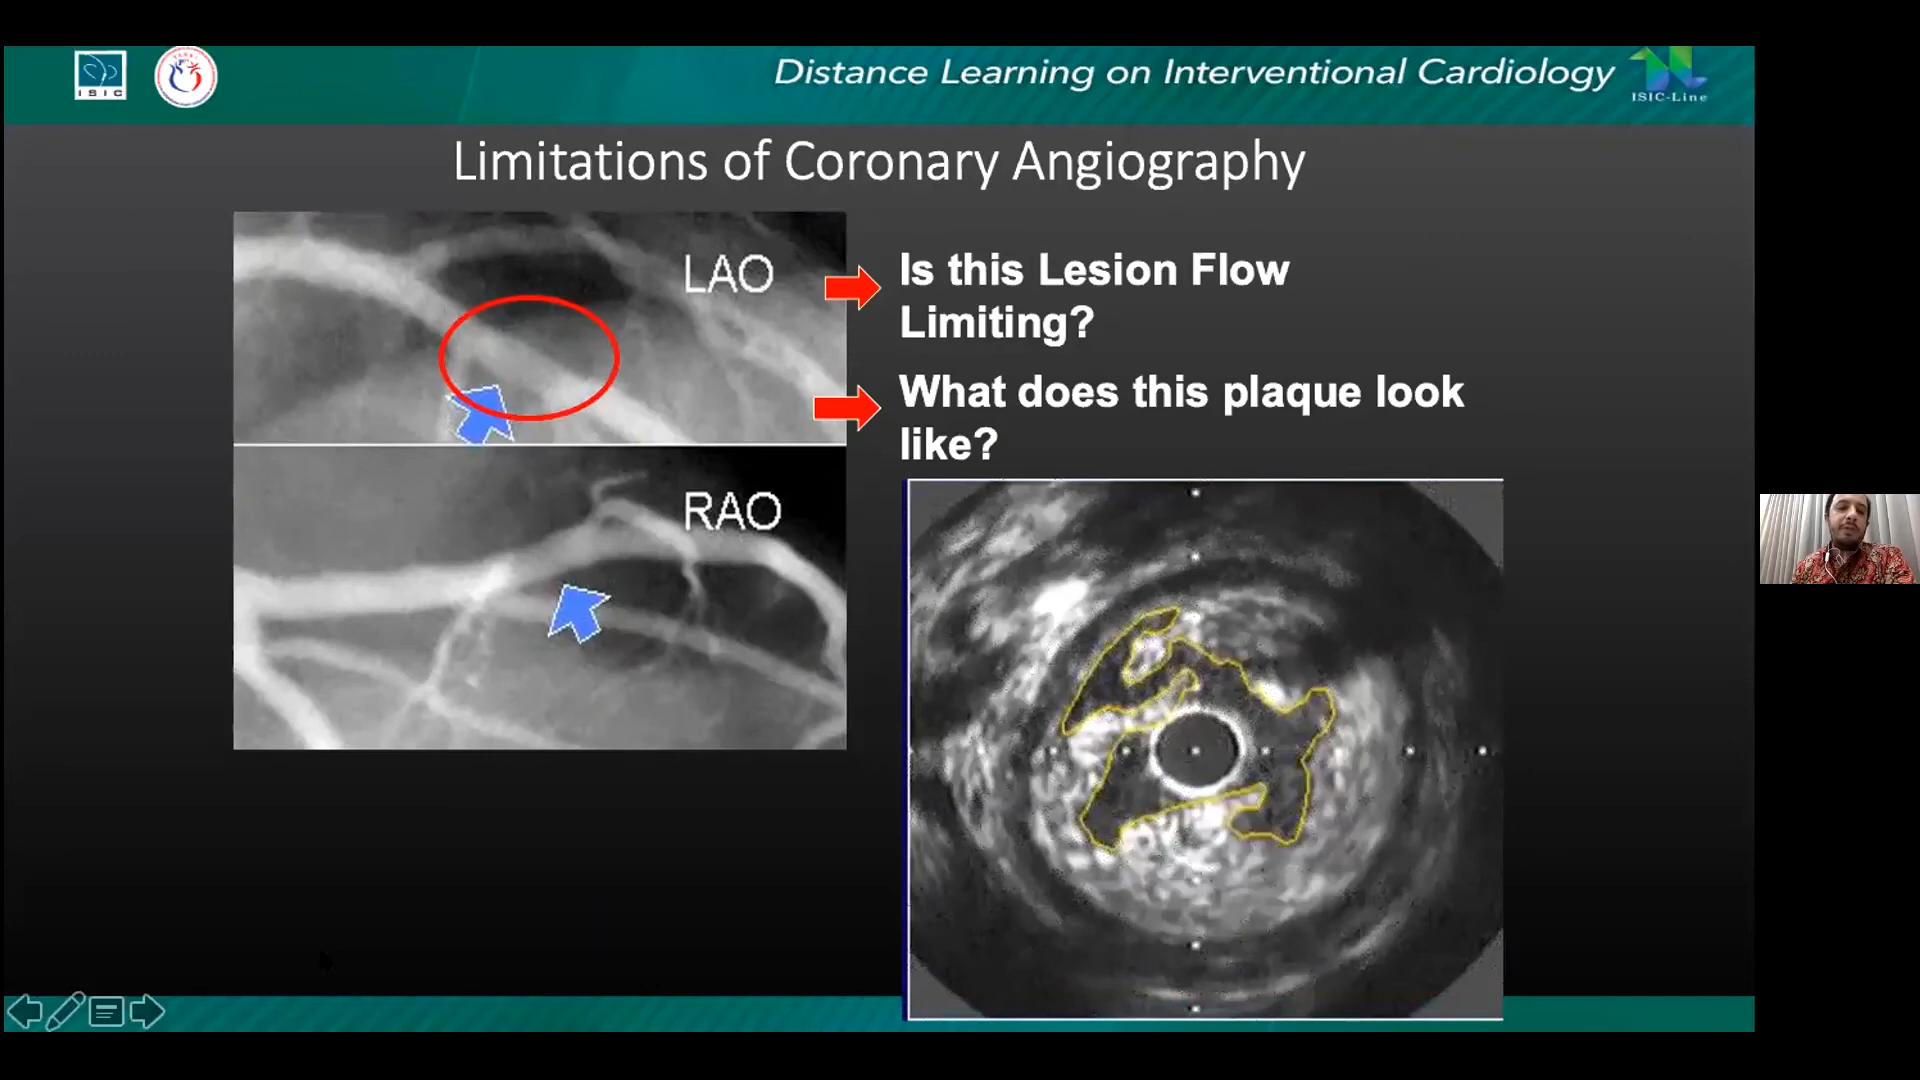 ISIC
Distance Learning on Interventional Cardiology
ISIC-Line
Limitations of Coronary Angiography
LAO
RAO
Is this Lesion Flow
Limiting?
What does this plaque look
like?